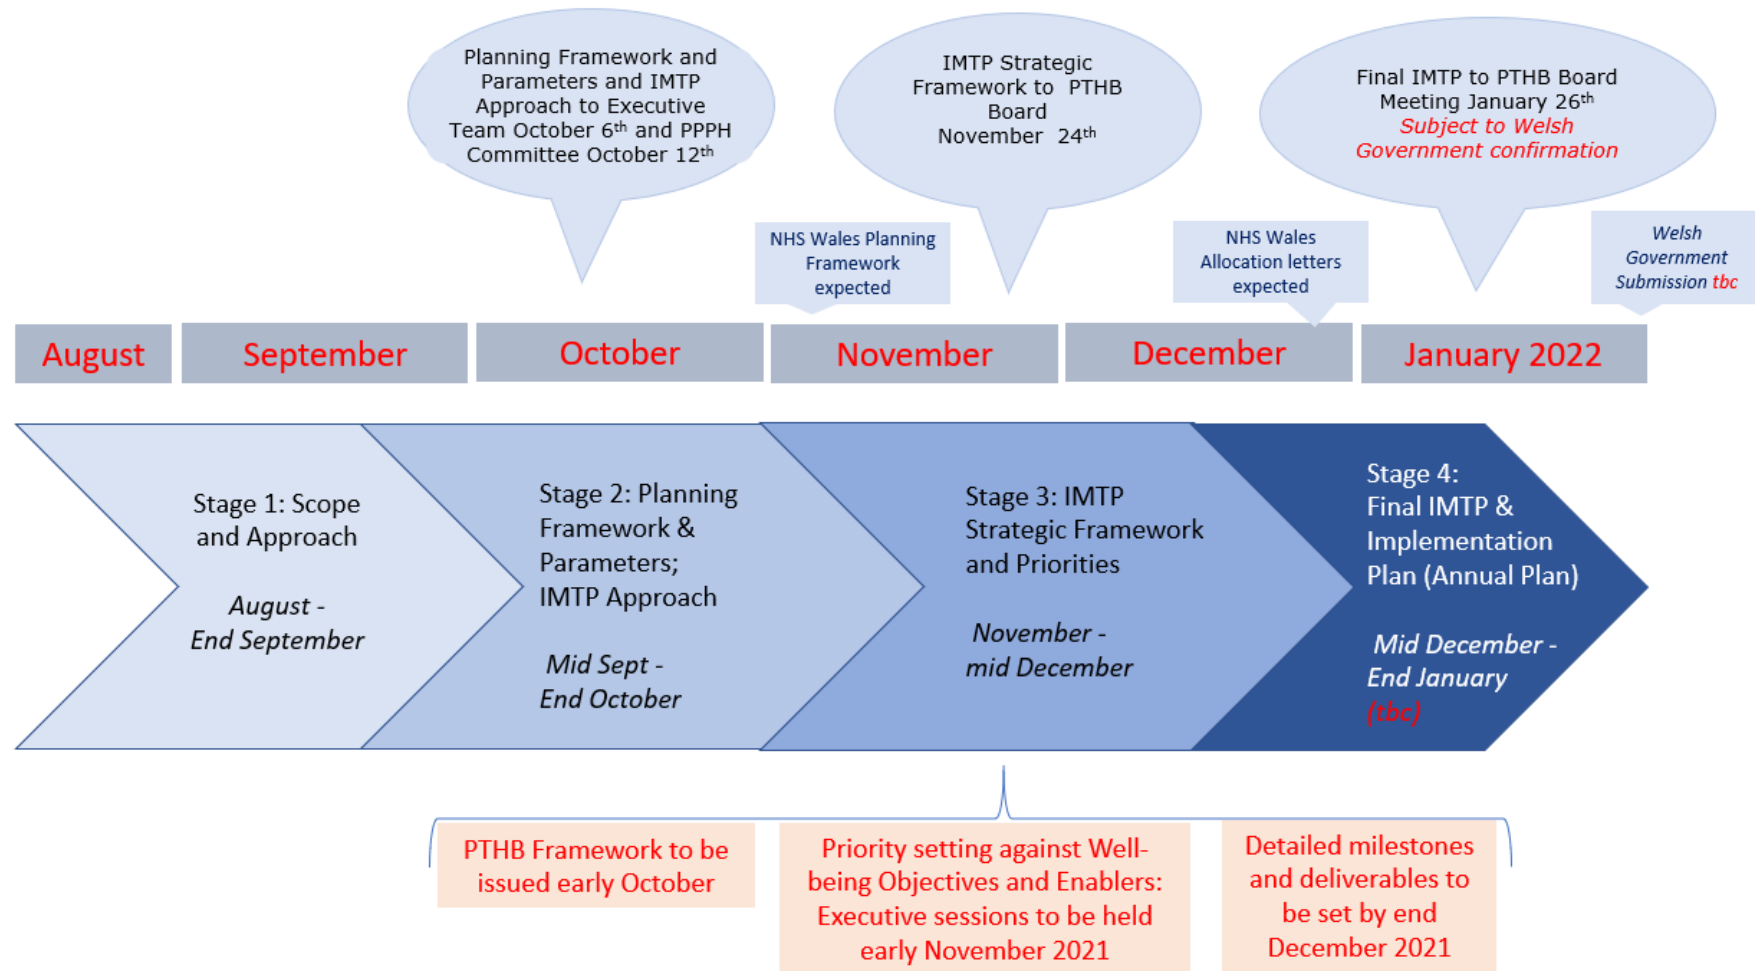 Planning Framework and
Parameters and IMTP
Approach to Executive
Team October 6th and PPPH
Committee October 12th
IMTP Strategic
Framework to PTHB
Board
November 24th
Final IMTP to PTHB Board
Meeting January 26th
Subject to Welsh
Government confirmation
NHS Wales Planning
Framework
expected
NHS Wales
Allocation letters
expected
Welsh
Government
Submission tbc
August
September
October
November
December
January 2022
Stage 1: Scope
and Approach
August -
End September
Stage 2: Planning
Framework &
Parameters;
IMTP Approach
Mid Sept -
End October
Stage 3: IMTP
Strategic Framework
and Priorities
November -
mid December
Stage 4:
Final IMTP &
Implementation
Plan (Annual Plan)
Mid December -
End January
(tbc)
PTHB Framework to be
issued early October
Priority setting against Well-
being Objectives and Enablers:
Executive sessions to be held
early November 2021
Detailed milestones
and deliverables to
be set by end
December 2021